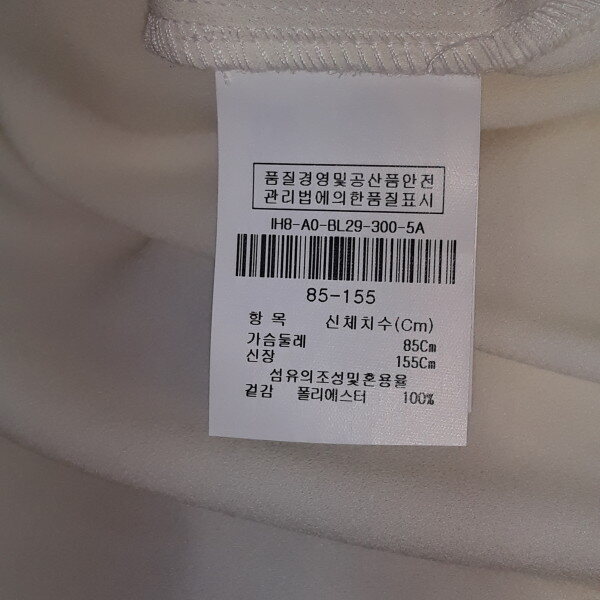 품질경영및공산품안전
관리법에의한품질표시
IH8-A0-BL29-300-5A
85-155
항 목 신체치수(Cm)
가슴둘레 85Cm
신장 155Cm
섬유의조성및혼용율
겉감 폴리에스터 100%